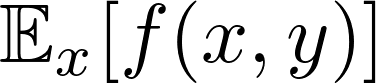 𝔼ₓ[f(x, y)]